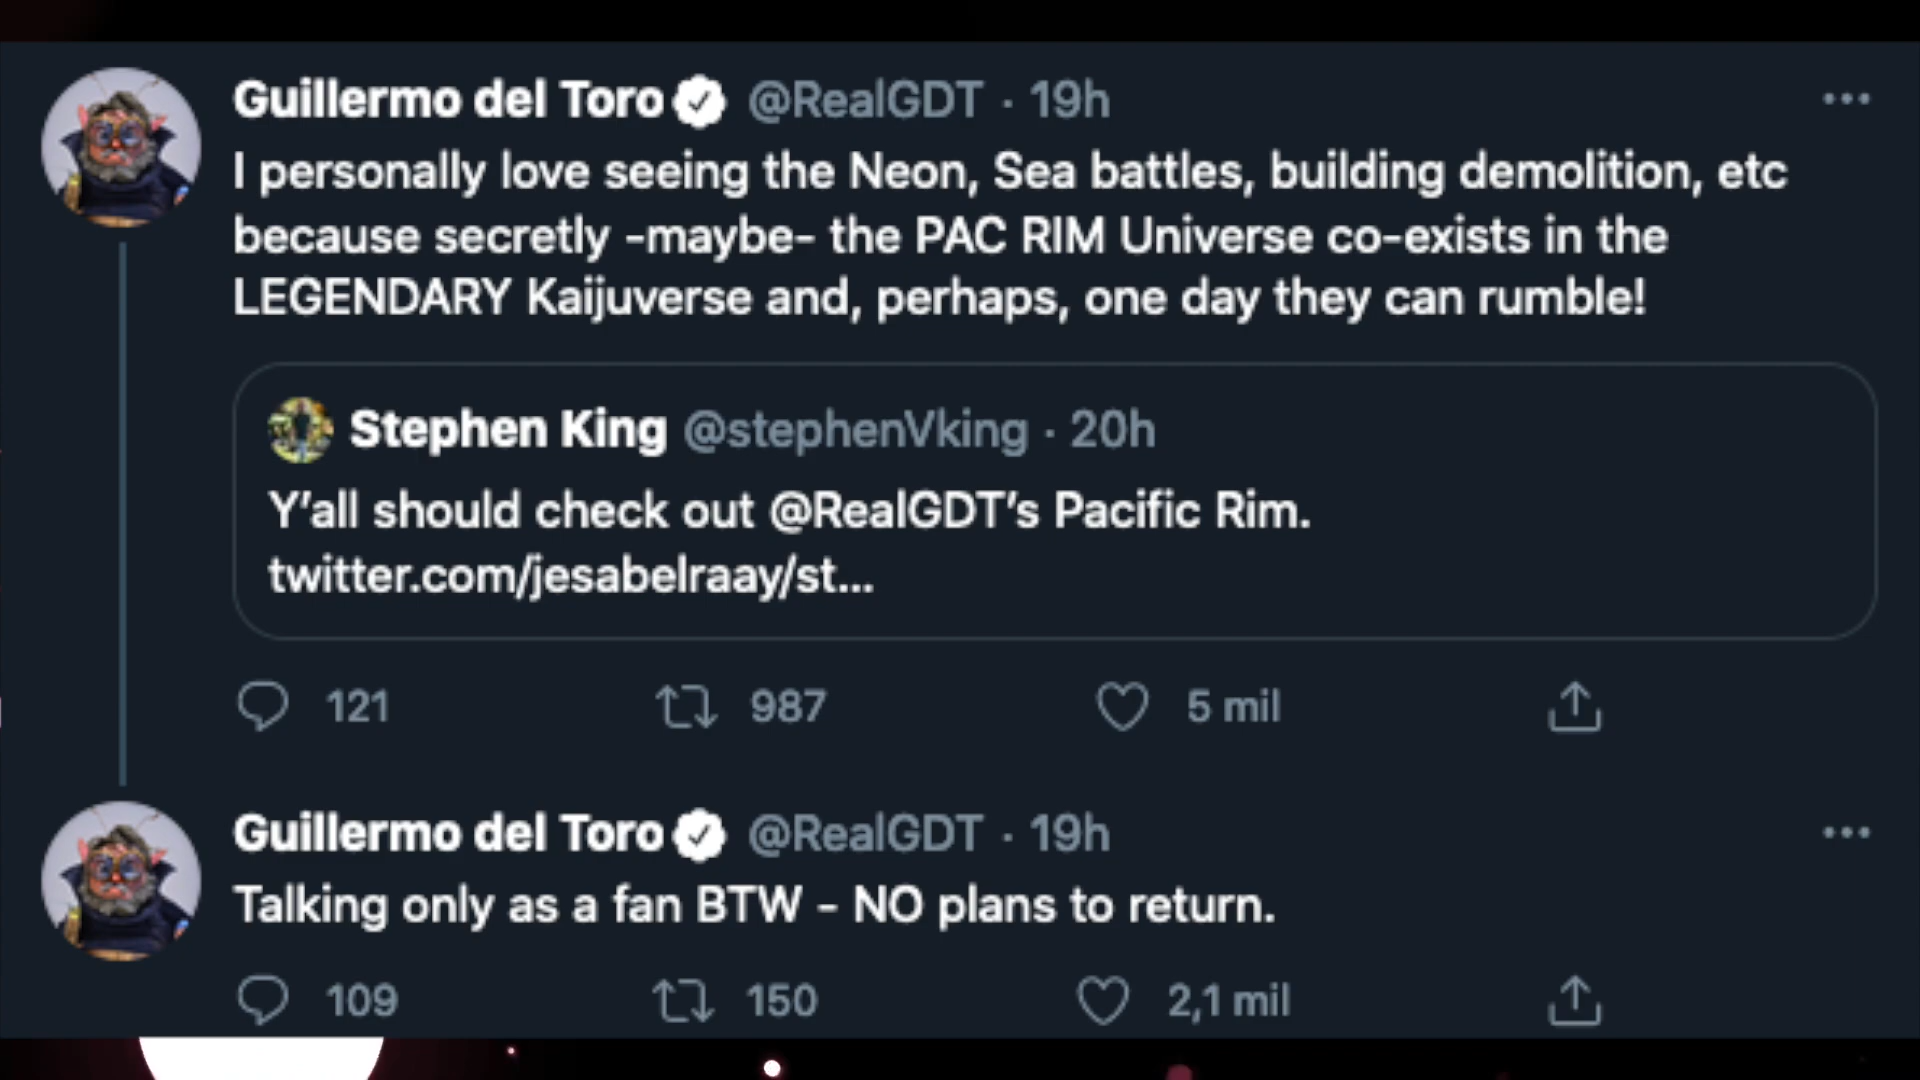 Guillermo del Toro @RealGDT · 19h
I personally love seeing the Neon, Sea battles, building demolition, etc
because secretly -maybe- the PAC RIM Universe co-exists in the
LEGENDARY Kaijuverse and, perhaps, one day they can rumble!
Stephen King @stephenVking · 20h
Y'all should check out @RealGDT's Pacific Rim.
twitter.com/jesabelraay/st...
121 987 5 mil
Guillermo del Toro @RealGDT · 19h
Talking only as a fan BTW - NO plans to return.
109 150 2,1 mil